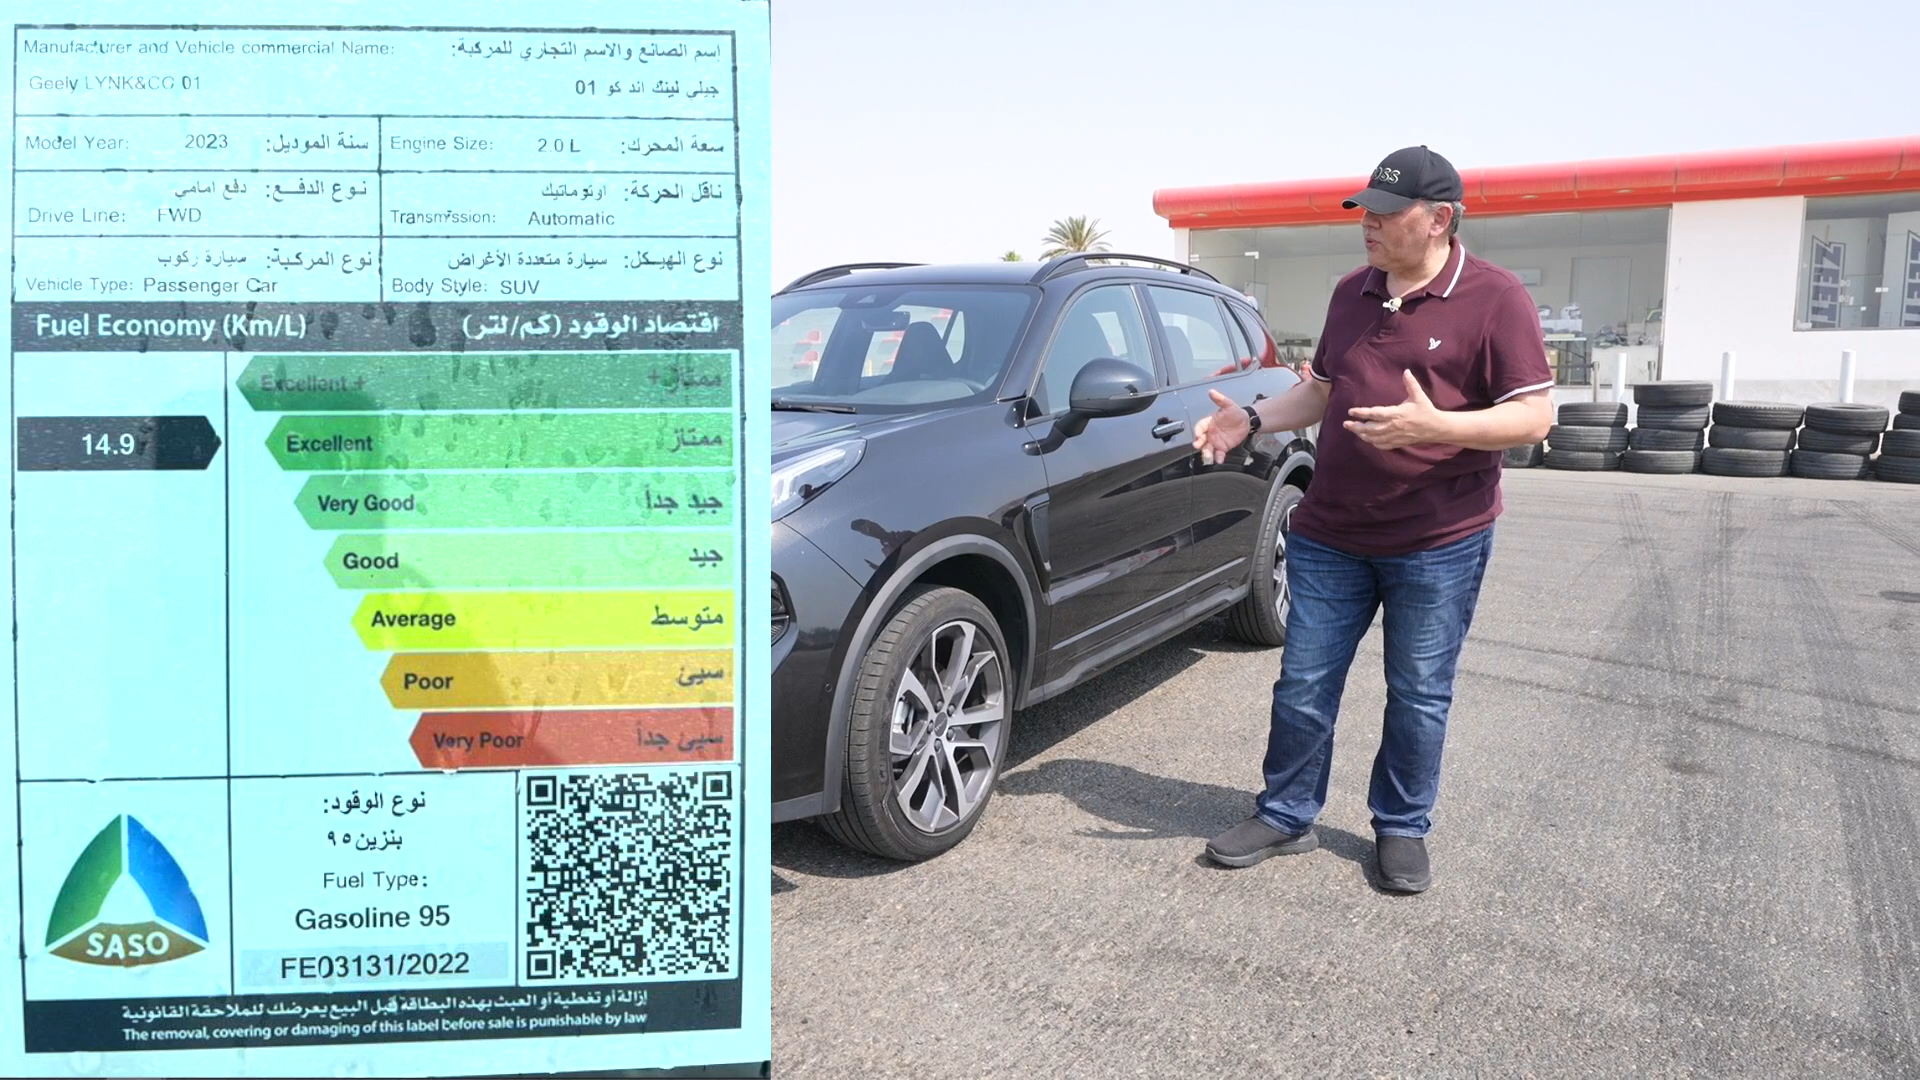 Manufacturer and Vehicle commercial Name: إسم الصانع والاسم التجاري للمركبة:
Geely LYNK&CO 01 جيلى لينك اند كو 01
Model Year: 2023 سنة الموديل:
Engine Size: 2.0 L سعة المحرك:
نوع الدفع: دفع امامي
Drive Line: FWD
ناقل الحركة: اوتوماتيك
Transmission: Automatic
نوع المركبة: سيارة ركوب
Vehicle Type: Passenger Car
نوع الهيكل: سيارة متعددة الأغراض
Body Style: SUV
Fuel Economy (Km/L) اقتصاد الوقود (كم/لتر)
Excellent + ممتاز +
14.9
Excellent ممتاز
Very Good جيد جداً
Good جيد
Average متوسط
Poor سيئ
Very Poor سيئ جداً
SASO
نوع الوقود:
بنزين ٩٥
Fuel Type:
Gasoline 95
FE03131/2022
إزالة أو تغطية أو العبث بهذه البطاقة قبل البيع يعرضك للملاحقة القانونية
The removal, covering or damaging of this label before sale is punishable by law